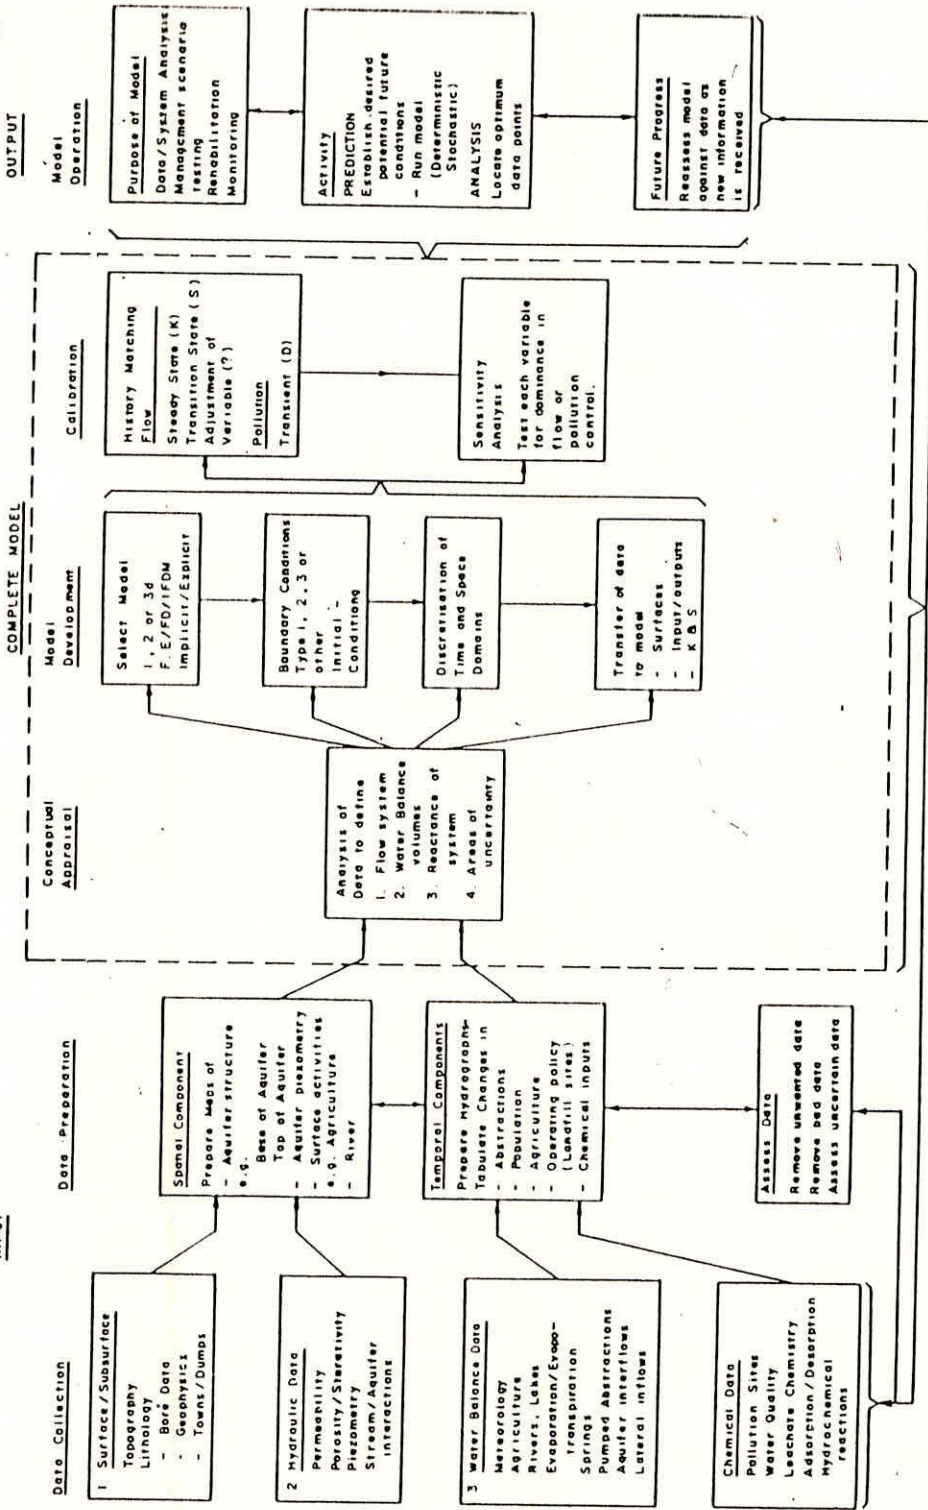 Data Collection
1 Surface/Subsurface
Topography
Lithology
- Bore Data
- Geophysics
- Towns/Dumps
2 Hydraulic Data
Permeability
Porosity/Storativity
Piezometry
Stream/Aquifer
interactions
3 Water Balance Data
Meteorology
Agriculture
Rivers, Lakes
Evaporation/Evapo-
transpiration
Springs
Pumped Abstractions
Aquifer interflows
Lateral inflows
Chemical Data
Pollution Sites
Water Quality
Leachate Chemistry
Adsorption/Desorption
Hydrochemical
reactions
Data Preparation
Spatial Component
Prepare Maps of
- Aquifer structure
e.g.
Base of Aquifer
Top of Aquifer
- Aquifer piezometry
- Surface activities
e.g. Agriculture
- River
Temporal Components
Prepare Hydrographs-
Tabulate Changes in
- Abstractions
- Population
- Agriculture
- Operating policy
(Landfill sites)
- Chemical inputs
Assess Data
Remove unwanted data
Remove bad data
Assess uncertain data
COMPLETE MODEL
Conceptual
Appraisal
Analysis of
Data to define
1. Flow system
2. Water Balance
volumes
3. Reactance of
system
4. Areas of
uncertainty
Model
Development
Select Model
1, 2 or 3d
F.E/FD/IFDM
Implicit/Explicit
Boundary Conditions
Type 1, 2, 3 or
other
Initial -
Conditions
Discretisation of
Time and Space
Domains
Transfer of data
to model
- Surfaces
- Input/outputs
- K & S
Calibration
History Matching
Flow
Steady State (K)
Transition State (S)
Adjustment of
Variable (?)
Pollution
Transient (D)
Sensitivity
Analysis
Test each variable
for dominance in
flow or
pollution
control.
OUTPUT
Model
Operation
Purpose of Model
Data/System Analysis
Management scenario
testing
Rehabilitation
Monitoring
Activity
PREDICTION
Establish desired
potential future
conditions
- Run model
(Deterministic
Stochastic)
ANALYSIS
Locate optimum
data points
Future Progress
Reassess model
against data as
new information
is received